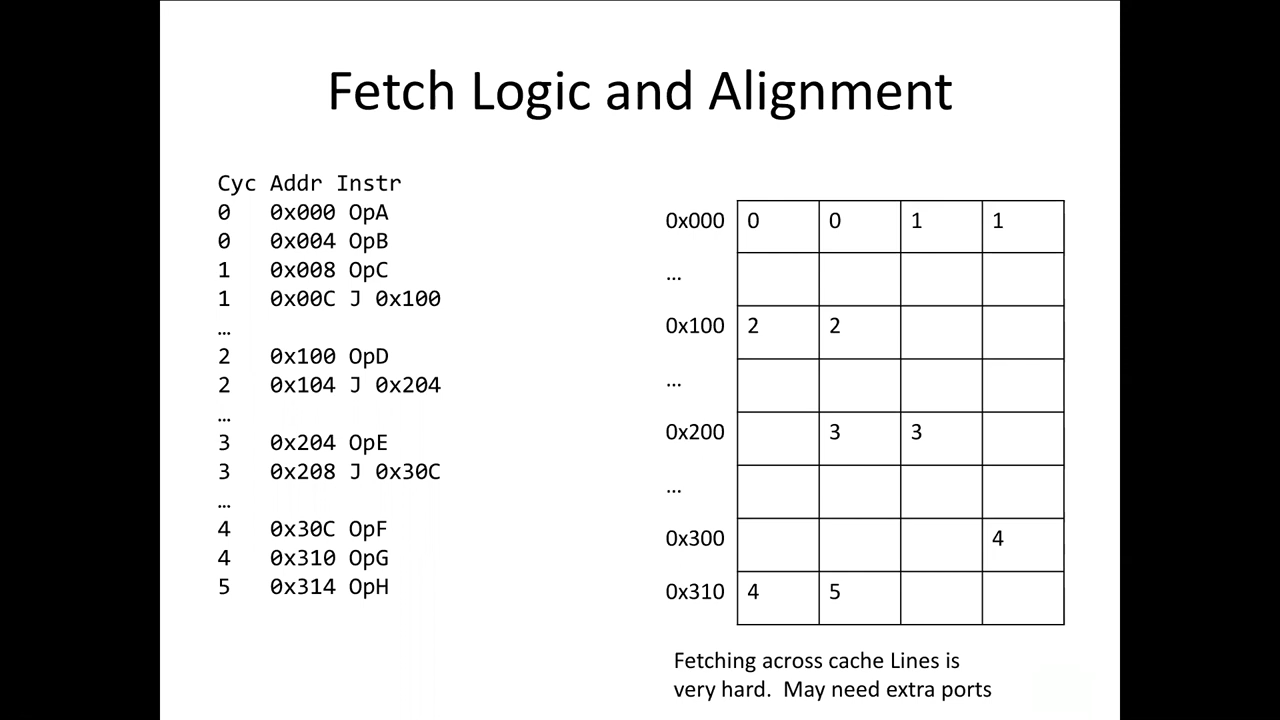 Fetch Logic and Alignment
Cyc Addr Instr
0 0x000 OpA
0 0x004 OpB
1 0x008 OpC
1 0x00C J 0x100
…
2 0x100 OpD
2 0x104 J 0x204
…
3 0x204 OpE
3 0x208 J 0x30C
…
4 0x30C OpF
4 0x310 OpG
5 0x314 OpH
0x000 0 0 1 1
…
0x100 2 2
…
0x200 3 3
…
0x300 4
0x310 4 5
Fetching across cache Lines is
very hard. May need extra ports